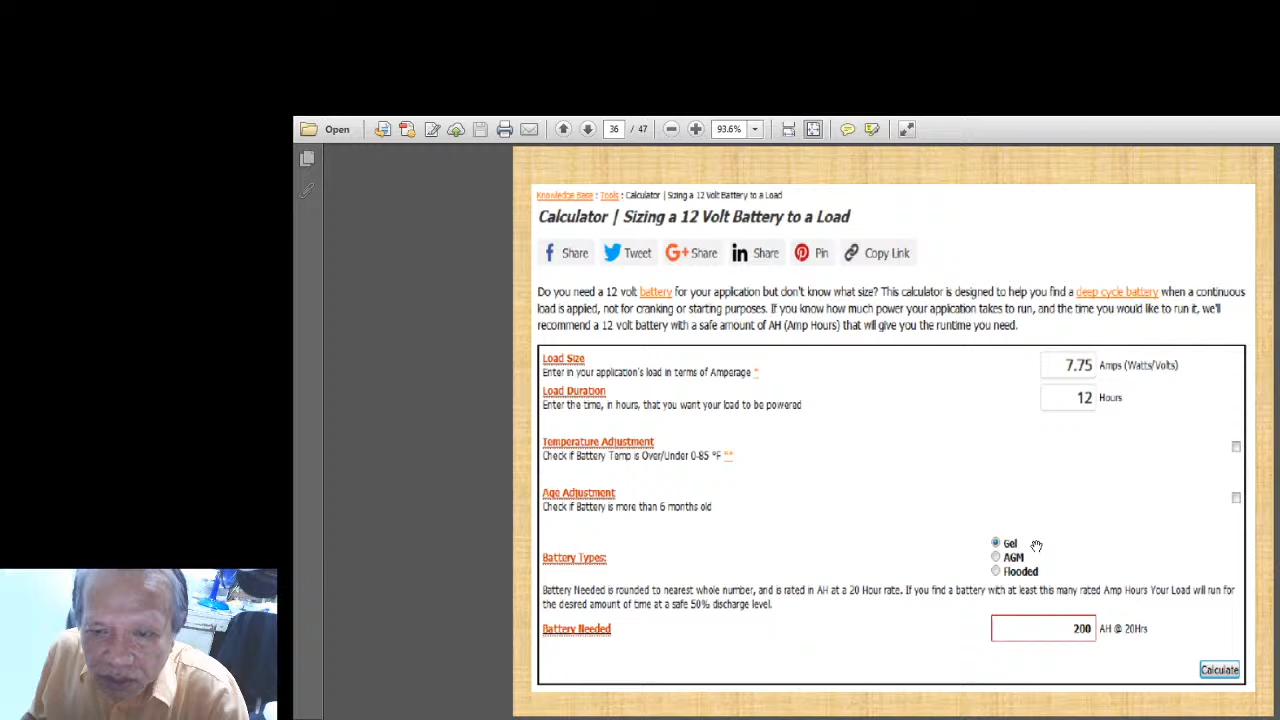 Open
36 / 47
93.6%
Knowledge Base : Tools : Calculator | Sizing a 12 Volt Battery to a Load
Calculator | Sizing a 12 Volt Battery to a Load
Share Tweet G+ Share in Share Pin Copy Link
Do you need a 12 volt battery for your application but don't know what size? This calculator is designed to help you find a deep cycle battery when a continuous
load is applied, not for cranking or starting purposes. If you know how much power your application takes to run, and the time you would like to run it, we'll
recommend a 12 volt battery with a safe amount of AH (Amp Hours) that will give you the runtime you need.
Load Size
Enter in your application's load in terms of Amperage *
7.75 Amps (Watts/Volts)
Load Duration
Enter the time, in hours, that you want your load to be powered
12 Hours
Temperature Adjustment
Check if Battery Temp is Over/Under 0-85 °F **
Age Adjustment
Check if Battery is more than 6 months old
Battery Types:
Gel
AGM
Flooded
Battery Needed is rounded to nearest whole number, and is rated in AH at a 20 Hour rate. If you find a battery with at least this many rated Amp Hours Your Load will run for
the desred amount of time at a safe 50% discharge level.
Battery Needed
200 AH @ 20Hrs
Calculate